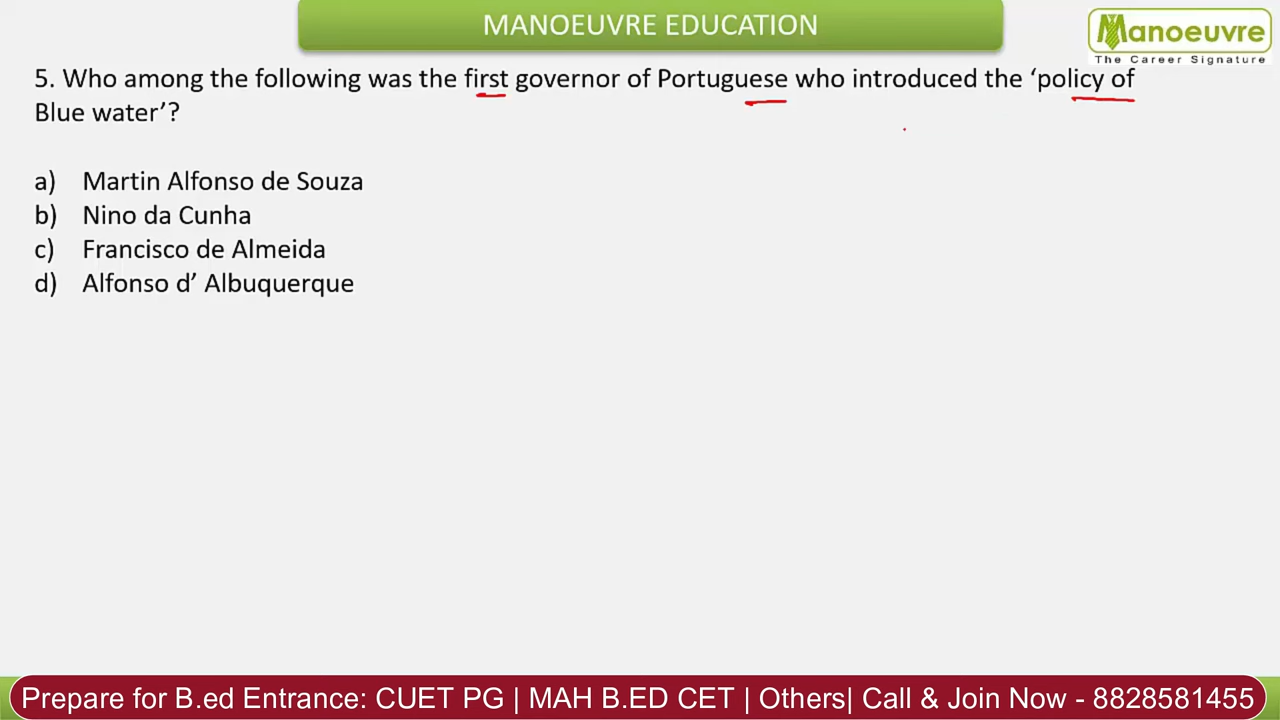 MANOEUVRE EDUCATION
Manoeuvre
The Career Signature
5. Who among the following was the first governor of Portuguese who introduced the ‘policy of
Blue water’?
a) Martin Alfonso de Souza
b) Nino da Cunha
c) Francisco de Almeida
d) Alfonso d’ Albuquerque
Prepare for B.ed Entrance: CUET PG | MAH B.ED CET | Others| Call & Join Now - 8828581455